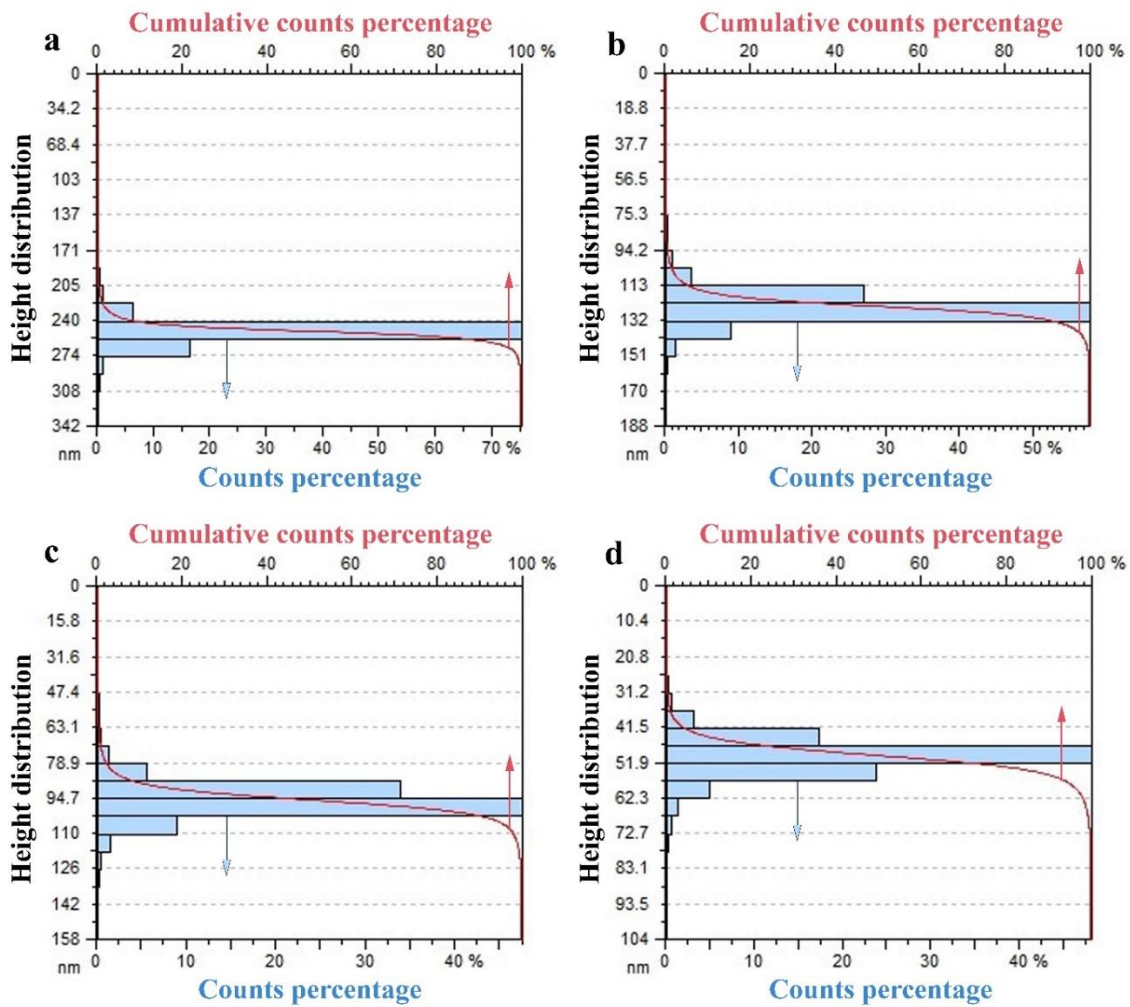 Cumulative counts percentage
a
0 20 40 60 80 100 %
Height distribution
0
34.2
68.4
103
137
171
205
240
274
308
342
nm
0 10 20 30 40 50 60 70 %
Counts percentage
Cumulative counts percentage
b
0 20 40 60 80 100 %
Height distribution
0
18.8
37.7
56.5
75.3
94.2
113
132
151
170
188
nm
0 10 20 30 40 50 %
Counts percentage
Cumulative counts percentage
c
0 20 40 60 80 100 %
Height distribution
0
15.8
31.6
47.4
63.1
78.9
94.7
110
126
142
158
nm
0 10 20 30 40 %
Counts percentage
Cumulative counts percentage
d
0 20 40 60 80 100 %
Height distribution
0
10.4
20.8
31.2
41.5
51.9
62.3
72.7
83.1
93.5
104
nm
0 10 20 30 40 %
Counts percentage